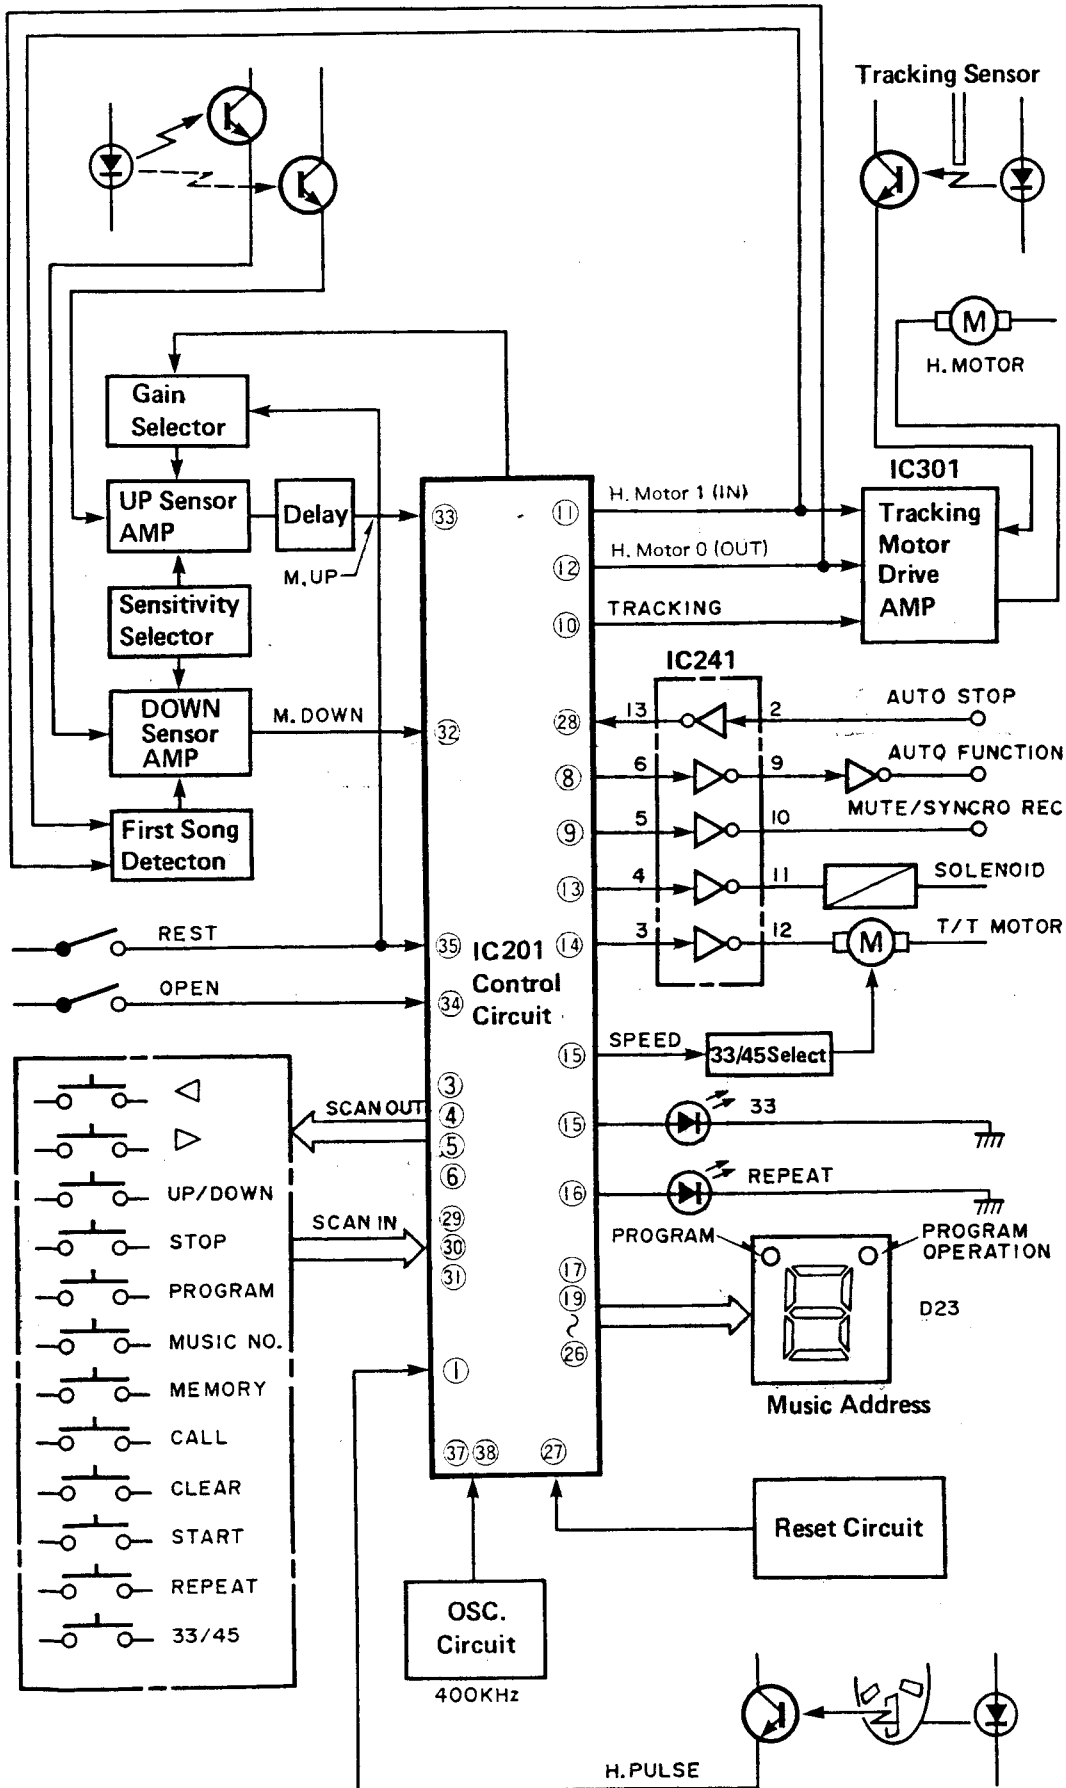 Tracking Sensor
M
H. MOTOR
Gain
Selector
UP Sensor
AMP
Delay
M.UP
Sensitivity
Selector
DOWN
Sensor
AMP
M. DOWN
First Song
Detecton
REST
OPEN
33
32
35
34
IC201
Control
Circuit
11
12
10
28
8
9
13
14
15
15
16
17
19
~
26
3
4
5
6
29
30
31
1
37
38
27
H. Motor 1 (IN)
H. Motor 0 (OUT)
TRACKING
IC301
Tracking
Motor
Drive
AMP
IC241
13
2
AUTO STOP
6
9
AUTO FUNCTION
5
10
MUTE/SYNCRO REC
4
11
SOLENOID
3
12
M
T/T MOTOR
SPEED
33/45 Select
33
REPEAT
PROGRAM
PROGRAM
OPERATION
D23
Music Address
SCAN OUT
SCAN IN
UP/DOWN
STOP
PROGRAM
MUSIC NO.
MEMORY
CALL
CLEAR
START
REPEAT
33/45
OSC.
Circuit
400KHz
Reset Circuit
H.PULSE